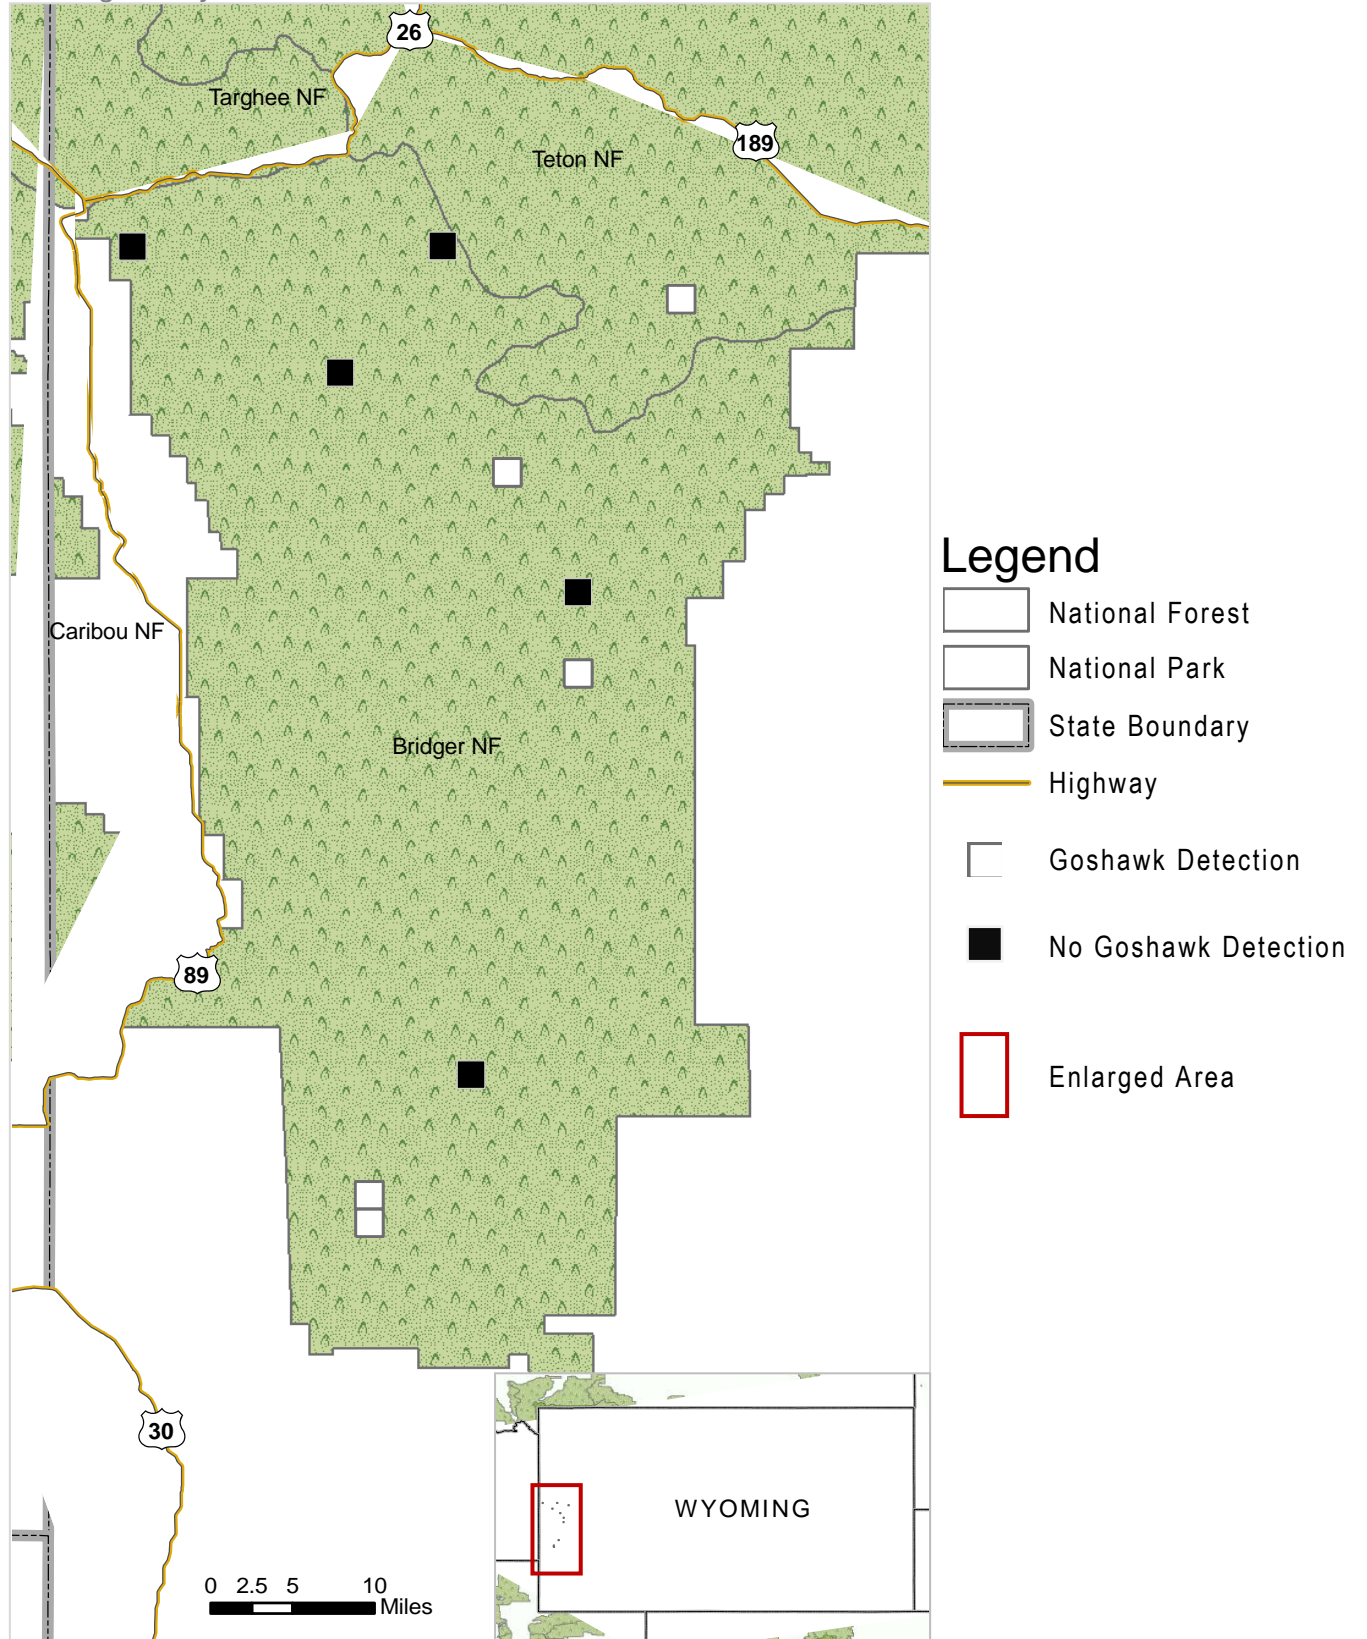 26
Targhee NF
189
Teton NF
Caribou NF
Bridger NF
89
30
0 2.5 5 10
Miles
WYOMING
Legend
National Forest
National Park
State Boundary
Highway
Goshawk Detection
No Goshawk Detection
Enlarged Area